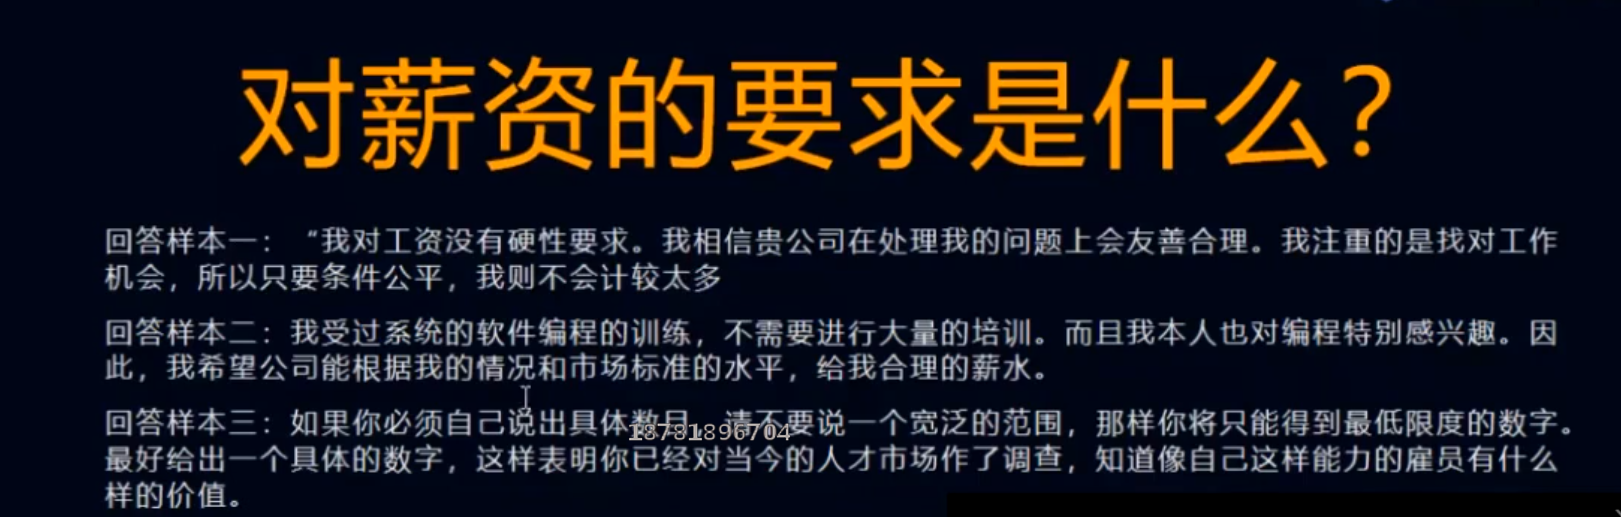 对薪资的要求是什么？
回答样本一： “我对工资没有硬性要求。我相信贵公司在处理我的问题上会友善合理。我注重的是找对工作
机会，所以只要条件公平，我则不会计较太多
回答样本二：我受过系统的软件编程的训练，不需要进行大量的培训。而且我本人也对编程特别感兴趣。因
此，我希望公司能根据我的情况和市场标准的水平，给我合理的薪水。
回答样本三：如果你必须自己说出具体数目，请不要说一个宽泛的范围，那样你将只能得到最低限度的数字。
18781896704
最好给出一个具体的数字，这样表明你已经对当今的人才市场作了调查，知道像自己这样能力的雇员有什么
样的价值。